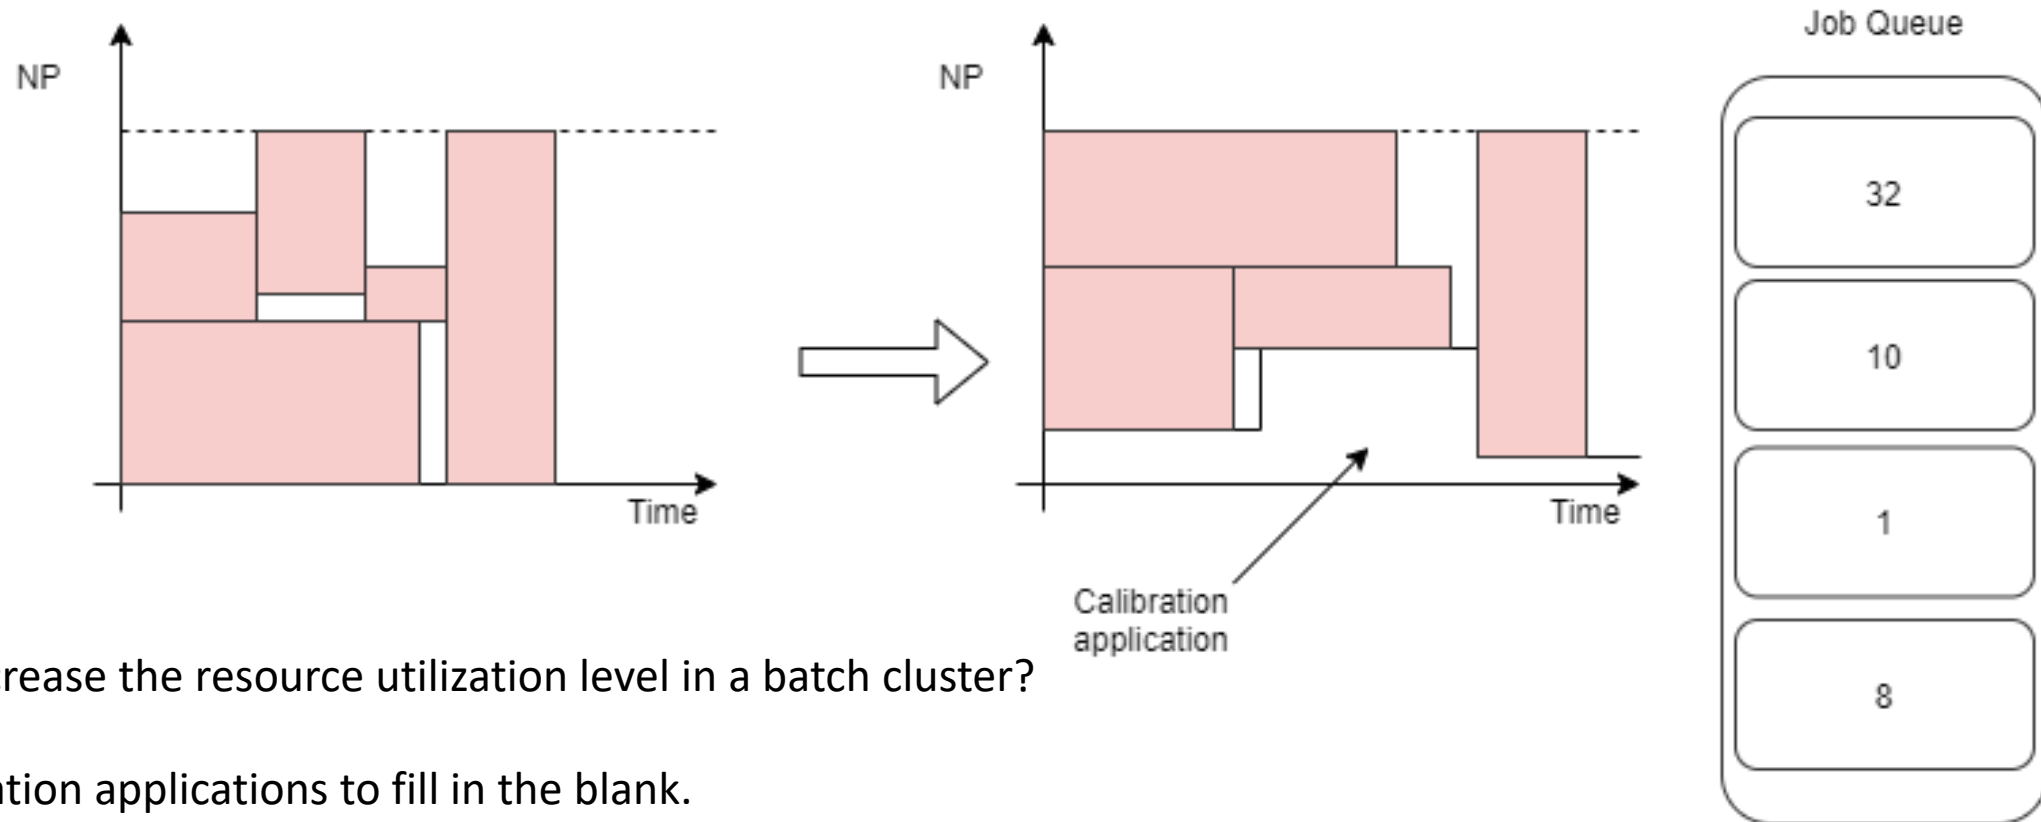 Job Queue
NP
NP
32
10
1
8
Time
Time
Calibration
application
crease the resource utilization level in a batch cluster?
ation applications to fill in the blank.